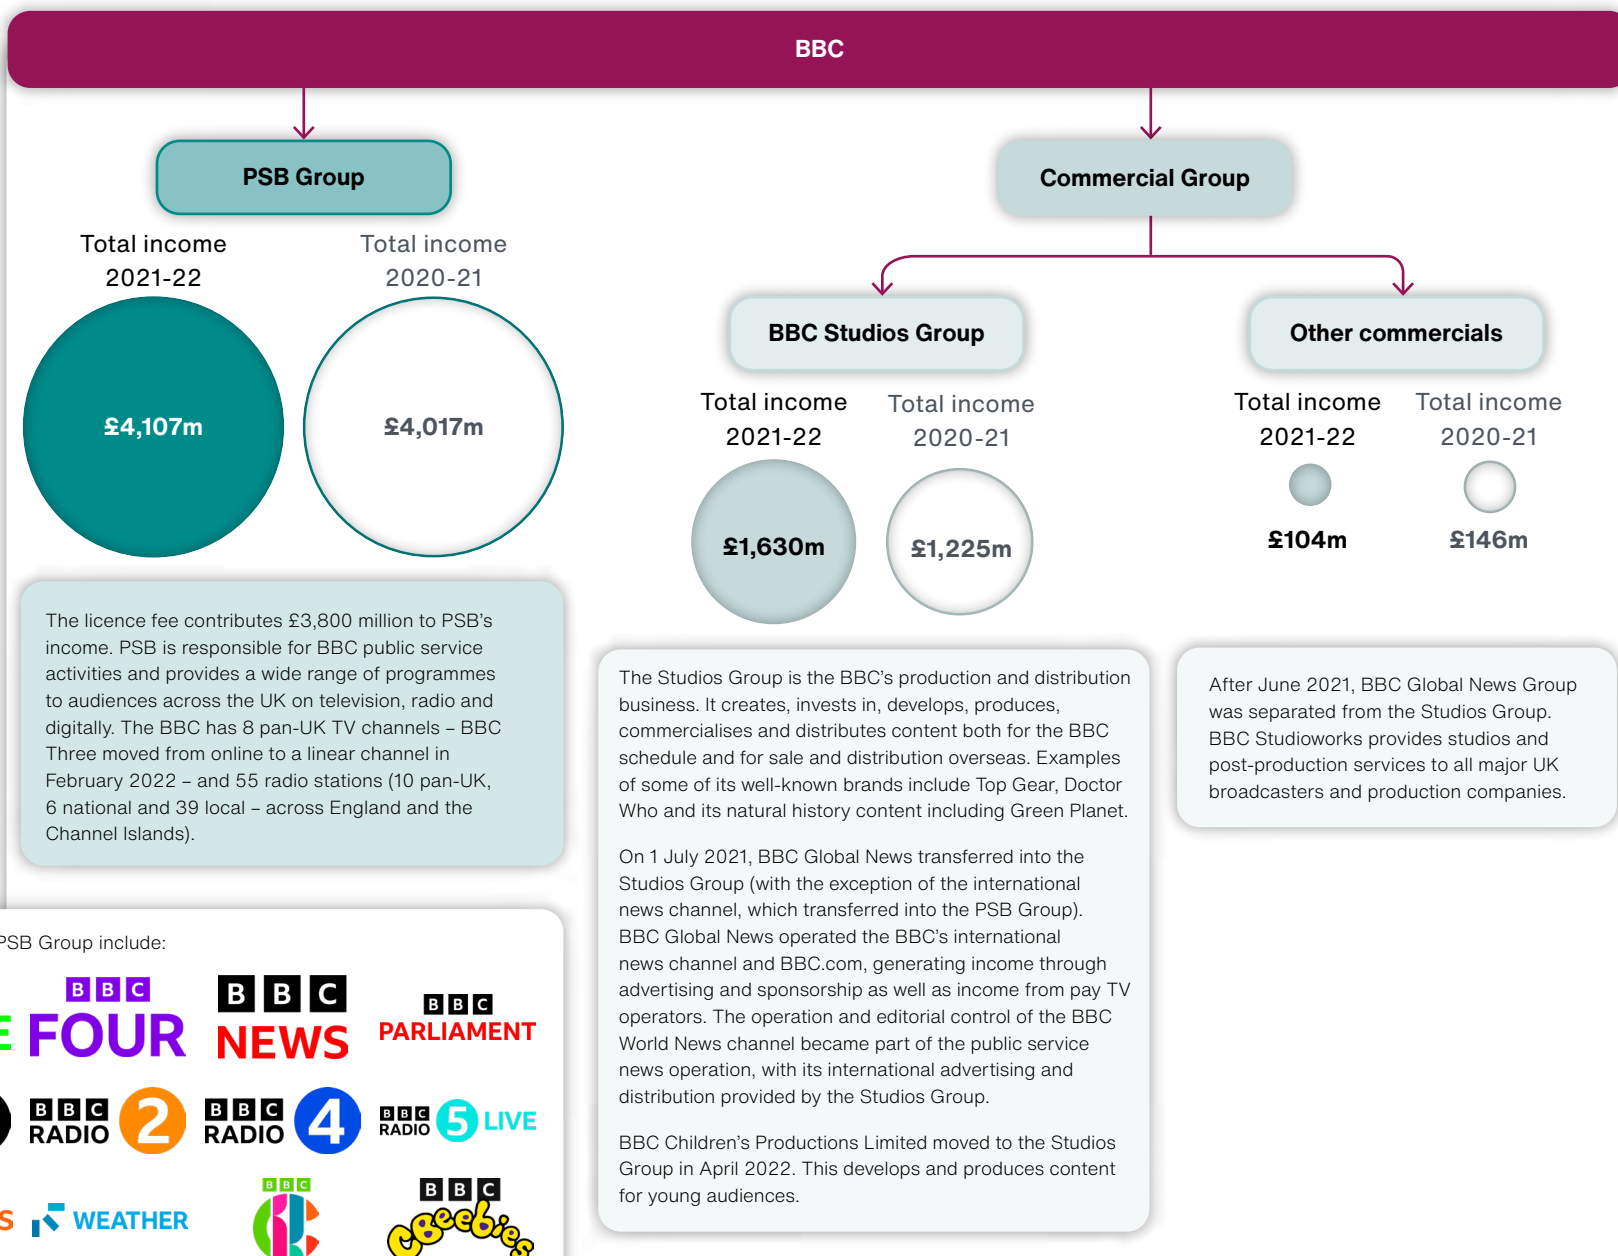 BBC
PSB Group
Commercial Group
Total income
2021-22
Total income
2020-21
£4,107m
£4,017m
BBC Studios Group
Other commercials
Total income
2021-22
Total income
2020-21
£1,630m
£1,225m
Total income
2021-22
Total income
2020-21
£104m
£146m
The licence fee contributes £3,800 million to PSB’s
income. PSB is responsible for BBC public service
activities and provides a wide range of programmes
to audiences across the UK on television, radio and
digitally. The BBC has 8 pan-UK TV channels – BBC
Three moved from online to a linear channel in
February 2022 – and 55 radio stations (10 pan-UK,
6 national and 39 local – across England and the
Channel Islands).
The Studios Group is the BBC’s production and distribution
business. It creates, invests in, develops, produces,
commercialises and distributes content both for the BBC
schedule and for sale and distribution overseas. Examples
of some of its well-known brands include Top Gear, Doctor
Who and its natural history content including Green Planet.
On 1 July 2021, BBC Global News transferred into the
Studios Group (with the exception of the international
news channel, which transferred into the PSB Group).
BBC Global News operated the BBC’s international
news channel and BBC.com, generating income through
advertising and sponsorship as well as income from pay TV
operators. The operation and editorial control of the BBC
World News channel became part of the public service
news operation, with its international advertising and
distribution provided by the Studios Group.
BBC Children’s Productions Limited moved to the Studios
Group in April 2022. This develops and produces content
for young audiences.
After June 2021, BBC Global News Group
was separated from the Studios Group.
BBC Studioworks provides studios and
post-production services to all major UK
broadcasters and production companies.
PSB Group include:
BBC
FOUR
BBC
NEWS
BBC
PARLIAMENT
BBC
RADIO 2
BBC
RADIO 4
BBC
RADIO 5 LIVE
WEATHER
BBC
BBC
CBeebies